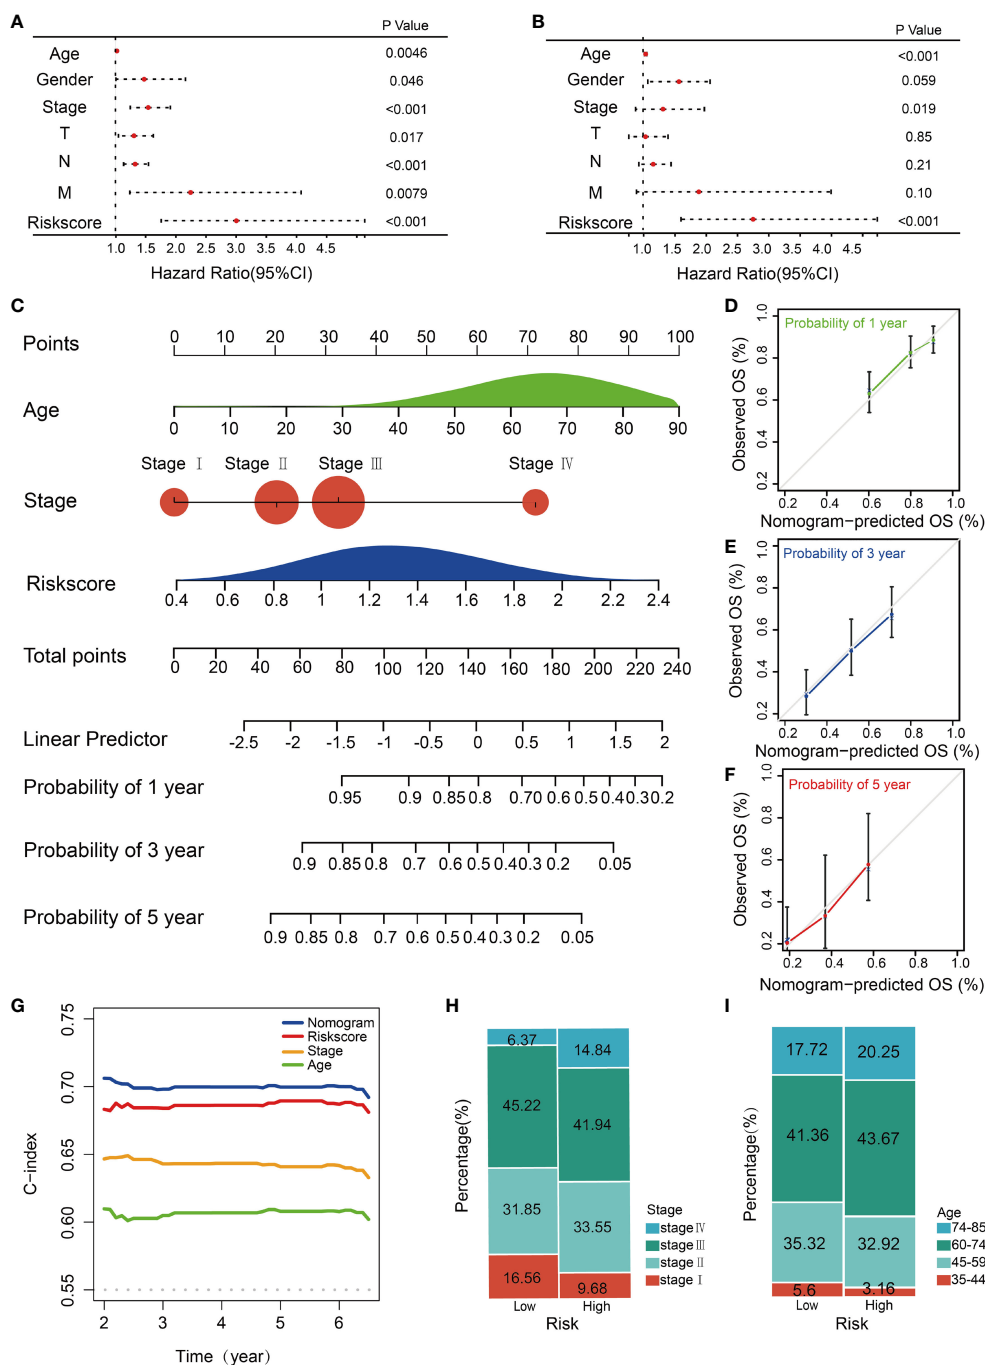 A
P Value
Age
0.0046
Gender
0.046
Stage
<0.001
T
0.017
N
<0.001
M
0.0079
Riskscore
<0.001
1.0 1.5 2.0 2.5 3.0 3.5 4.0 4.5
Hazard Ratio(95%CI)
B
P Value
Age
<0.001
Gender
0.059
Stage
0.019
T
0.85
N
0.21
M
0.10
Riskscore
<0.001
1.0 1.5 2.0 2.5 3.0 3.5 4.0 4.5
Hazard Ratio(95%CI)
C
Points
0 10 20 30 40 50 60 70 80 90 100
Age
0 10 20 30 40 50 60 70 80 90
Stage Ⅰ Stage Ⅱ Stage Ⅲ Stage Ⅳ
Stage
Riskscore
0.4 0.6 0.8 1 1.2 1.4 1.6 1.8 2 2.2 2.4
Total points
0 20 40 60 80 100 120 140 160 180 200 220 240
Linear Predictor
-2.5 -2 -1.5 -1 -0.5 0 0.5 1 1.5 2
Probability of 1 year
0.95 0.9 0.85 0.8 0.70 0.6 0.5 0.4 0.3 0.2
Probability of 3 year
0.9 0.85 0.8 0.7 0.6 0.5 0.4 0.3 0.2 0.05
Probability of 5 year
0.9 0.85 0.8 0.7 0.6 0.5 0.4 0.3 0.2 0.05
D
Probability of 1 year
Observed OS (%)
0.2 0.4 0.6 0.8 1.0
0.2 0.4 0.6 0.8 1.0
Nomogram-predicted OS (%)
E
Probability of 3 year
Observed OS (%)
0.2 0.4 0.6 0.8 1.0
0.2 0.4 0.6 0.8 1.0
Nomogram-predicted OS (%)
F
Probability of 5 year
Observed OS (%)
0.2 0.4 0.6 0.8 1.0
0.2 0.4 0.6 0.8 1.0
Nomogram-predicted OS (%)
G
C-index
0.55 0.60 0.65 0.70 0.75
Nomogram
Riskscore
Stage
Age
2 3 4 5 6
Time (year)
H
Percentage(%)
6.37
14.84
45.22
41.94
31.85
33.55
16.56
9.68
Low High
Risk
Stage
stage Ⅳ
stage Ⅲ
stage Ⅱ
stage Ⅰ
I
Percentage(%)
17.72
20.25
41.36
43.67
35.32
32.92
5.6
3.16
Low High
Risk
Age
74-85
60-74
45-59
35-44